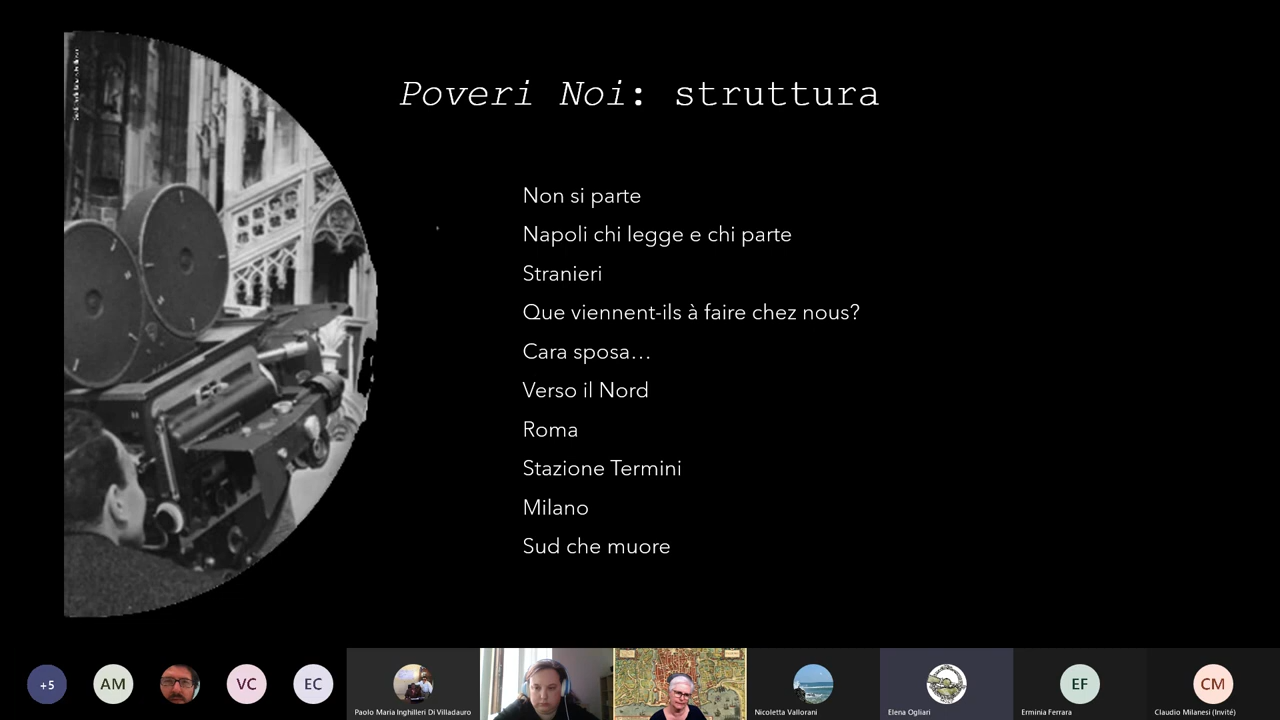 Poveri Noi: struttura
Non si parte
Napoli chi legge e chi parte
Stranieri
Que viennent-ils à faire chez nous?
Cara sposa...
Verso il Nord
Roma
Stazione Termini
Milano
Sud che muore
+5
AM
VC
EC
Paolo Maria Inghilleri Di Villadauro
Nicoletta Vallorani
Elena Ogliari
EF
Erminia Ferrara
CM
Claudio Milanesi (Invité)